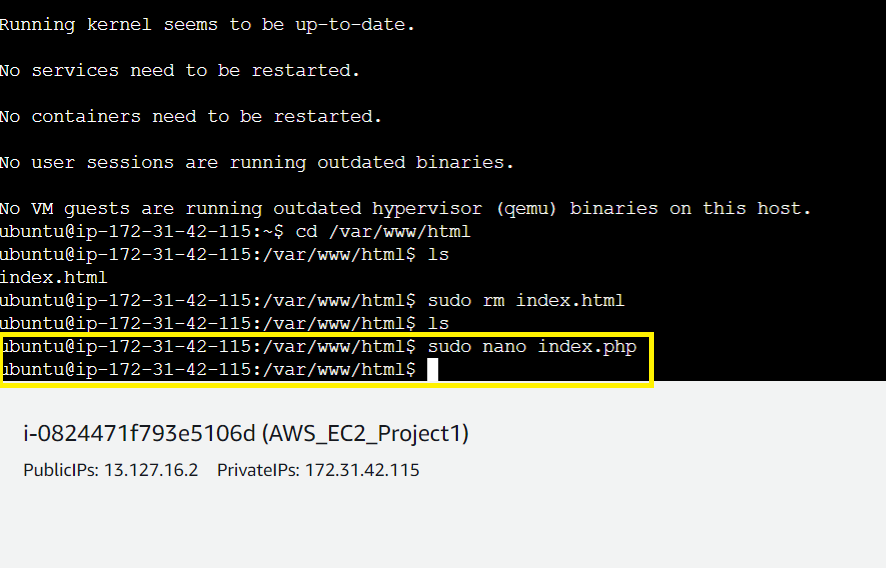 Running kernel seems to be up-to-date.
No services need to be restarted.
No containers need to be restarted.
No user sessions are running outdated binaries.
No VM guests are running outdated hypervisor (qemu) binaries on this host.
ubuntu@ip-172-31-42-115:~$ cd /var/www/html
ubuntu@ip-172-31-42-115:/var/www/html$ ls
index.html
ubuntu@ip-172-31-42-115:/var/www/html$ sudo rm index.html
ubuntu@ip-172-31-42-115:/var/www/html$ ls
ubuntu@ip-172-31-42-115:/var/www/html$ sudo nano index.php
ubuntu@ip-172-31-42-115:/var/www/html$
i-0824471f793e5106d (AWS_EC2_Project1)
PublicIPs: 13.127.16.2 PrivateIPs: 172.31.42.115